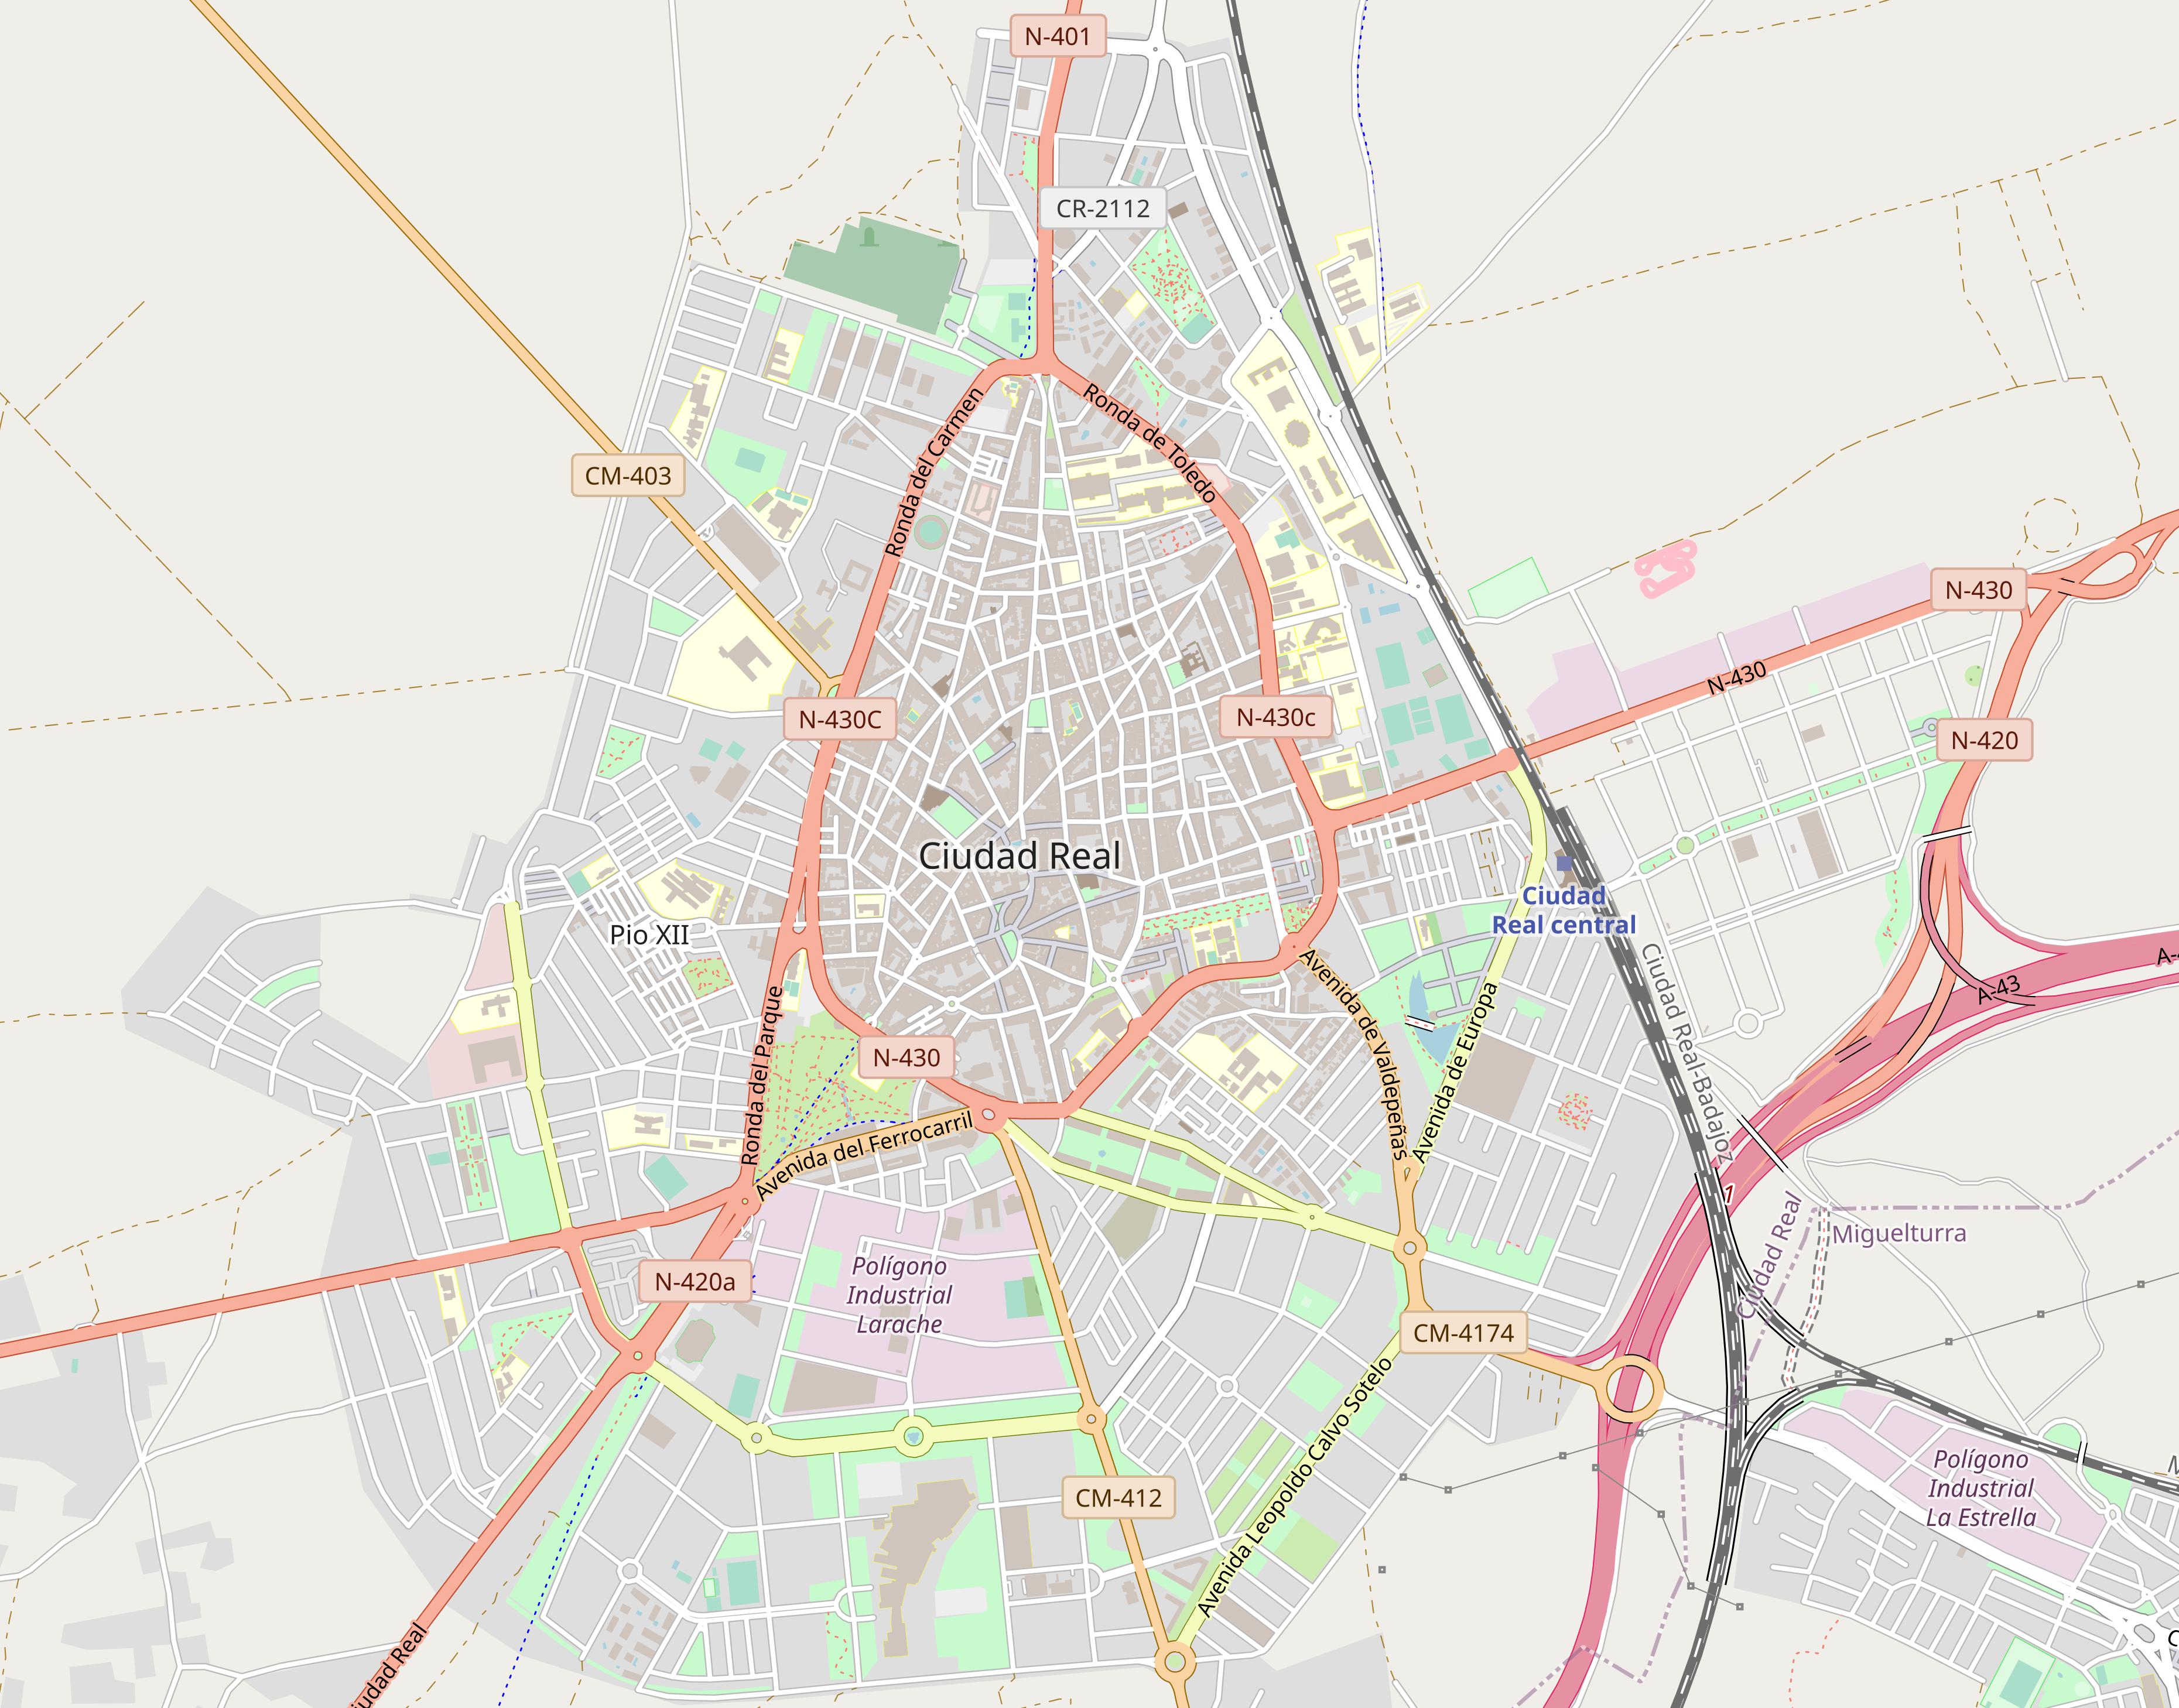 N-401
CR-2112
Ronda del Carmen
Ronda de Toledo
CM-403
N-430
N-430
N-430C
N-430c
N-420
Ciudad Real
Ciudad
Real central
Pio XII
Ciudad Real-Badajoz
A-43
Avenida de Valdepeñas
Avenida de Europa
Ronda del Parque
N-430
Avenida del Ferrocarril
1
Ciudad Real
Miguelturra
N-420a
Polígono
Industrial
Larache
CM-4174
Avenida Leopoldo Calvo Sotelo
CM-412
Polígono
Industrial
La Estrella
iudad Real